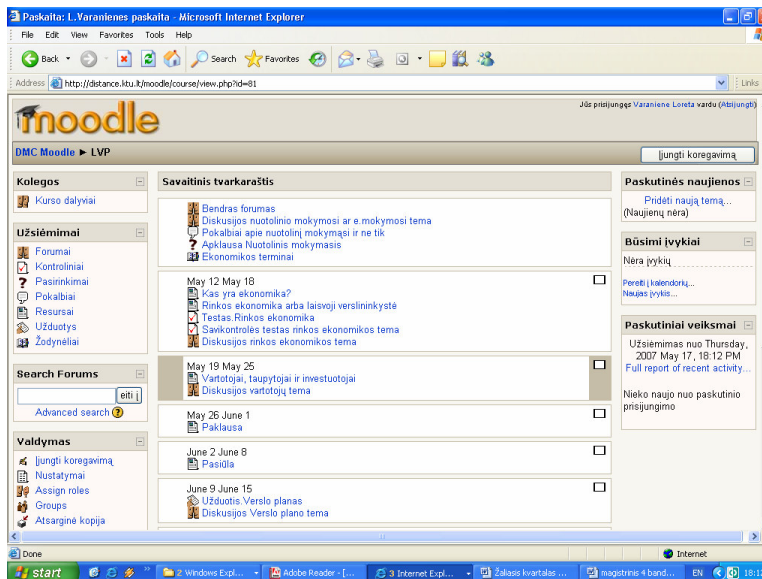 Paskaita: L.Varanienes paskaita - Microsoft Internet Explorer
File Edit View Favorites Tools Help
Back Search Favorites
Address http://distance.ktu.lt/moodle/course/view.php?id=81 Links
moodle
Jūs prisijungęs Varaniene Loreta vardu (Atsijungti)
DMC Moodle ► LVP
Įjungti koregavimą
Kolegos
Kurso dalyviai
Užsiėmimai
Forumai
Kontroliniai
Pasirinkimai
Pokalbiai
Resursai
Užduotys
Žodynėliai
Search Forums
eiti į
Advanced search ?
Valdymas
Įjungti koregavimą
Nustatymai
Assign roles
Groups
Atsarginė kopija
Savaitinis tvarkaraštis
Bendras forumas
Diskusijos nuotolinio mokymosi ar e.mokymosi tema
Pokalbiai apie nuotolinį mokymąsi ir ne tik
Apklausa Nuotolinis mokymasis
Ekonomikos terminai
May 12 May 18
Kas yra ekonomika?
Rinkos ekonomika arba laisvoji verslininkystė
Testas.Rinkos ekonomika
Savikontrolės testas rinkos ekonomikos tema
Diskusijos rinkos ekonomikos tema
May 19 May 25
Vartotojai, taupytojai ir investuotojai
Diskusijos vartotojų tema
May 26 June 1
Paklausa
June 2 June 8
Pasiūla
June 9 June 15
Užduotis.Verslo planas
Diskusijos Verslo plano tema
Paskutinės naujienos
Pridėti naują temą...
(Naujienų nėra)
Būsimi įvykiai
Nėra įvykių
Pereiti į kalendorių...
Naujas įvykis...
Paskutiniai veiksmai
Užsiėmimas nuo Thursday,
2007 May 17, 18:12 PM
Full report of recent activity...
Nieko naujo nuo paskutinio
prisijungimo
Done Internet
start 2 Windows Expl... Adobe Reader - [... 3 Internet Expl... Žaliasis kvartalas ... magistrinis 4 band... EN